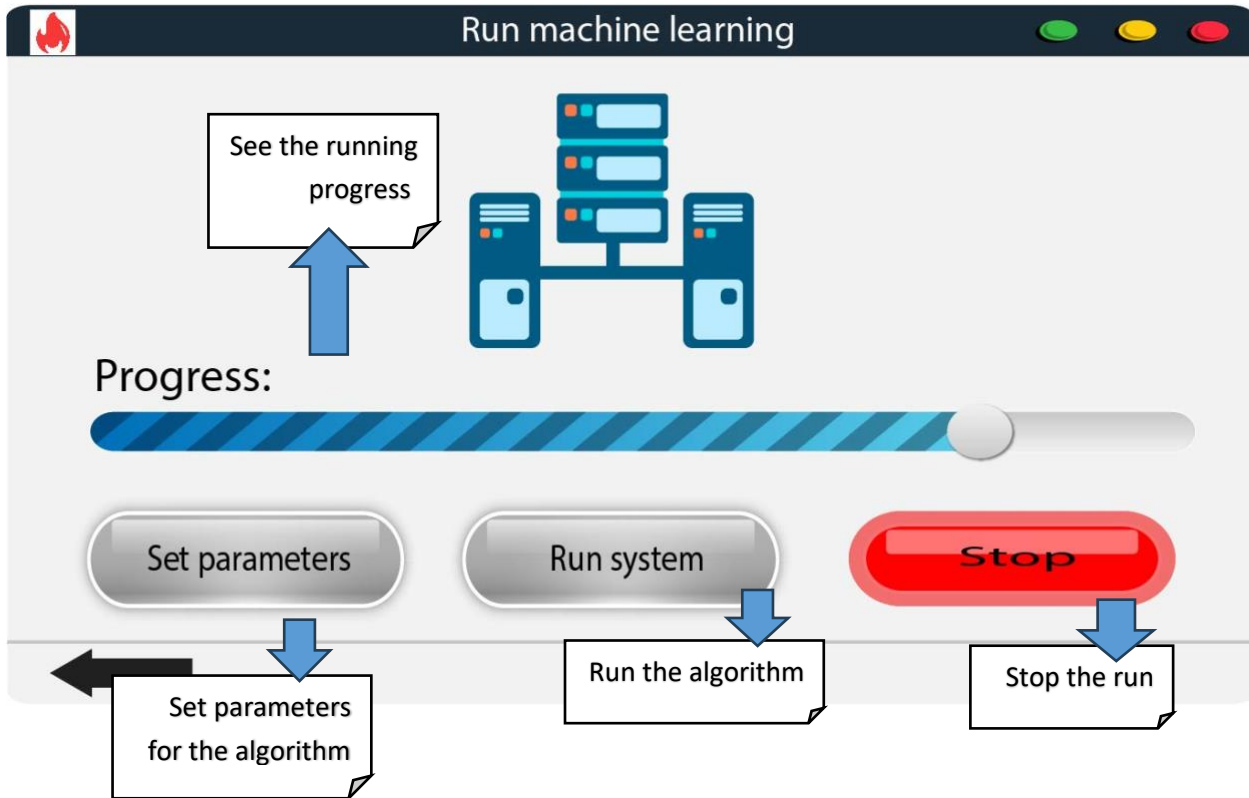 Run machine learning
See the running
progress
Progress:
Set parameters
Run system
Stop
Set parameters
for the algorithm
Run the algorithm
Stop the run